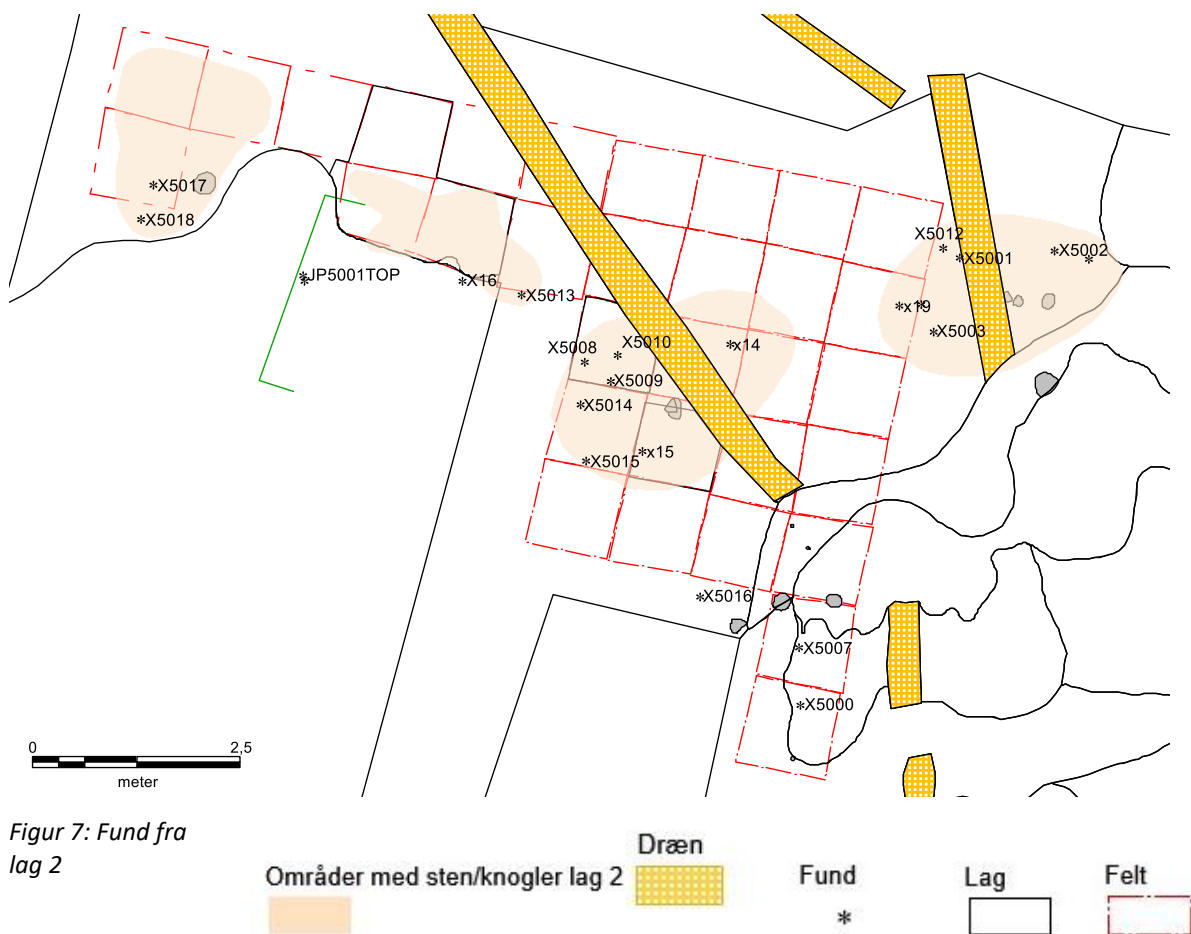 X5017
X5018
JP5001TOP
X16
X5013
X5012
X5001
X5002
x19
X5003
X5010
X5008
x14
X5009
X5014
x15
X5015
X5016
X5007
X5000
0 2,5
meter
Figur 7: Fund fra
lag 2
Områder med sten/knogler lag 2
Dræn
Fund
Lag
Felt